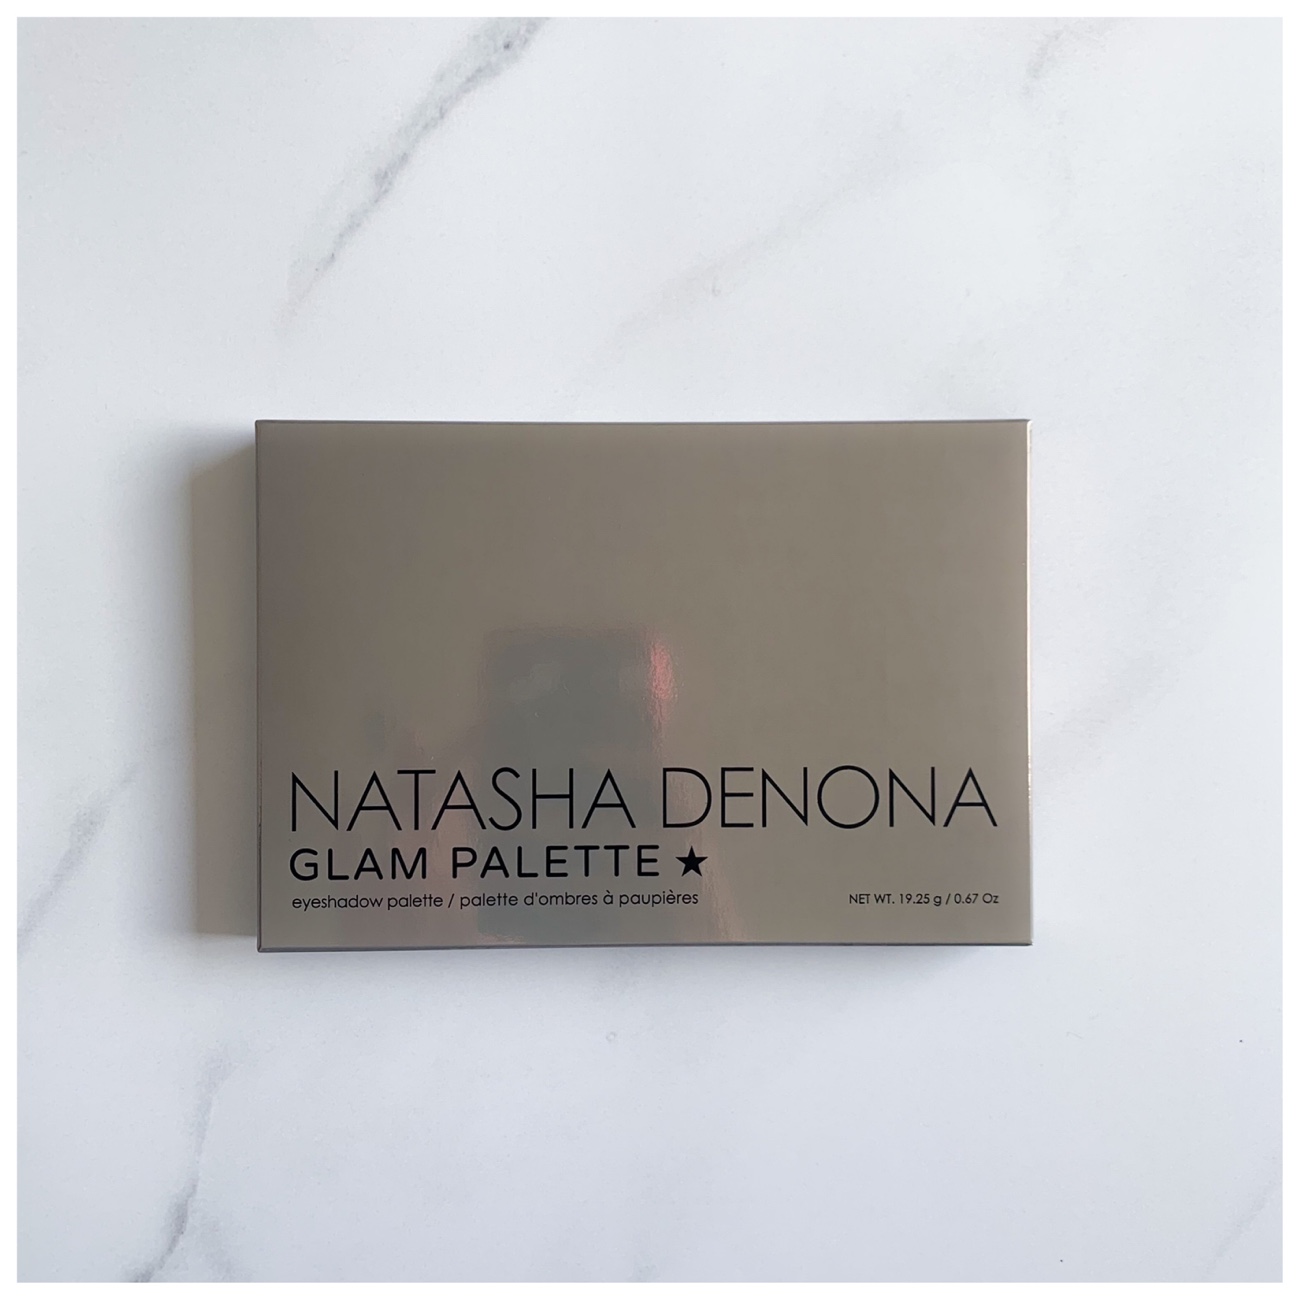 NATASHA DENONA
GLAM PALETTE ★
eyeshadow palette / palette d'ombres à paupières
NET WT. 19.25 g / 0.67 Oz